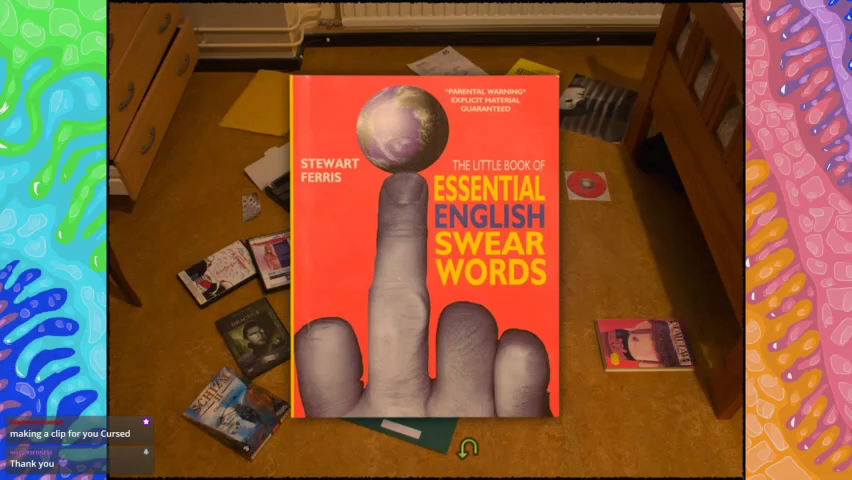 "PARENTAL WARNING"
EXPLICIT MATERIAL
GUARANTEED
STEWART
FERRIS
THE LITTLE BOOK OF
ESSENTIAL
ENGLISH
SWEAR
WORDS
making a clip for you Cursed
Thank you